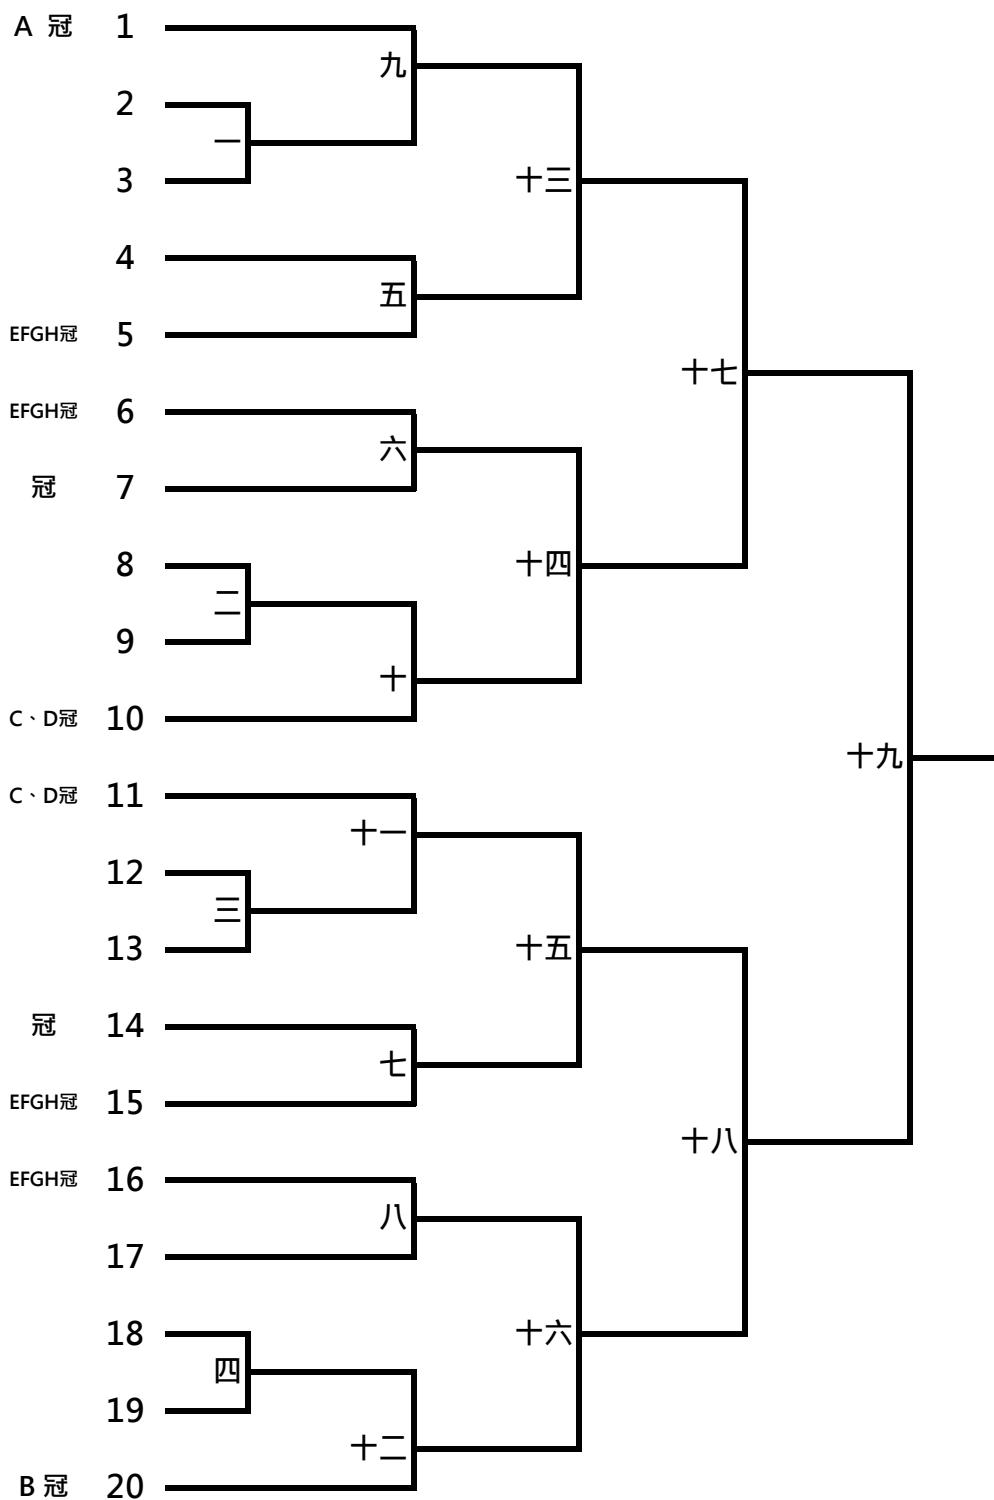 A 冠 1
九
2
一
3
十三
4
五
EFGH冠 5
十七
EFGH冠 6
六
冠 7
8
十四
二
9
十
C、D冠 10
十九
C、D冠 11
十一
12
三
13
十五
冠 14
七
EFGH冠 15
十八
EFGH冠 16
八
17
18
十六
四
19
十二
B 冠 20